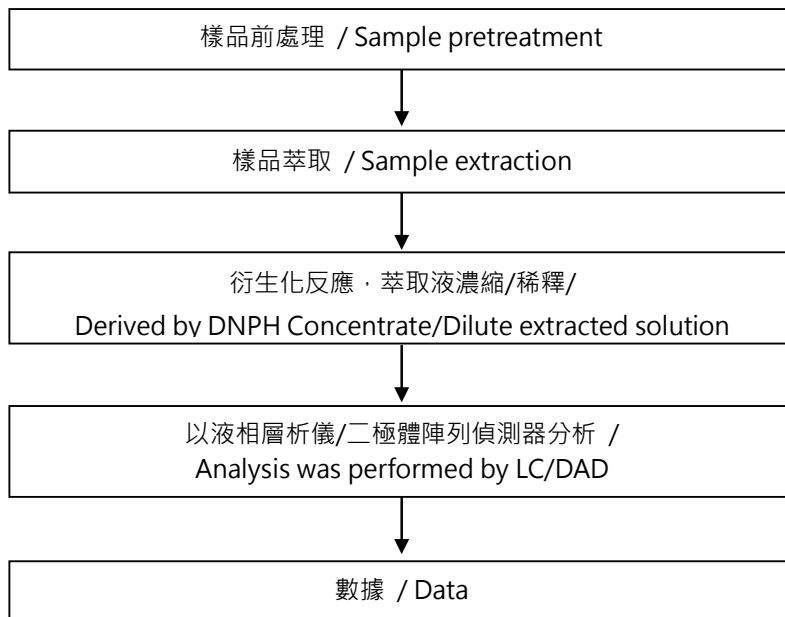 樣品前處理 / Sample pretreatment
樣品萃取 / Sample extraction
衍生化反應，萃取液濃縮/稀釋/
Derived by DNPH Concentrate/Dilute extracted solution
以液相層析儀/二極體陣列偵測器分析 /
Analysis was performed by LC/DAD
數據 / Data